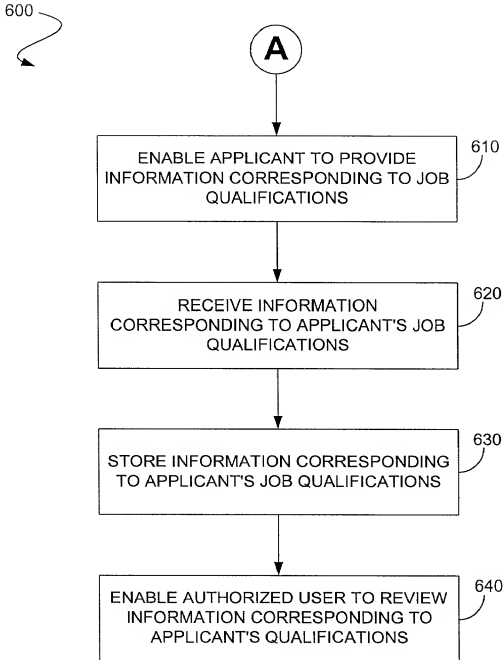 600
A
610
ENABLE APPLICANT TO PROVIDE
INFORMATION CORRESPONDING TO JOB
QUALIFICATIONS
620
RECEIVE INFORMATION
CORRESPONDING TO APPLICANT'S JOB
QUALIFICATIONS
630
STORE INFORMATION CORRESPONDING
TO APPLICANT'S JOB QUALIFICATIONS
640
ENABLE AUTHORIZED USER TO REVIEW
INFORMATION CORRESPONDING TO
APPLICANT'S QUALIFICATIONS